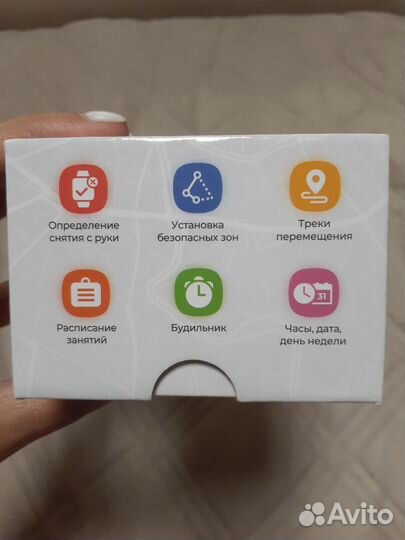 Определение
снятия с руки
Установка
безопасных зон
Треки
перемещения
Расписание
занятий
Будильник
31
Часы, дата,
день недели
Avito